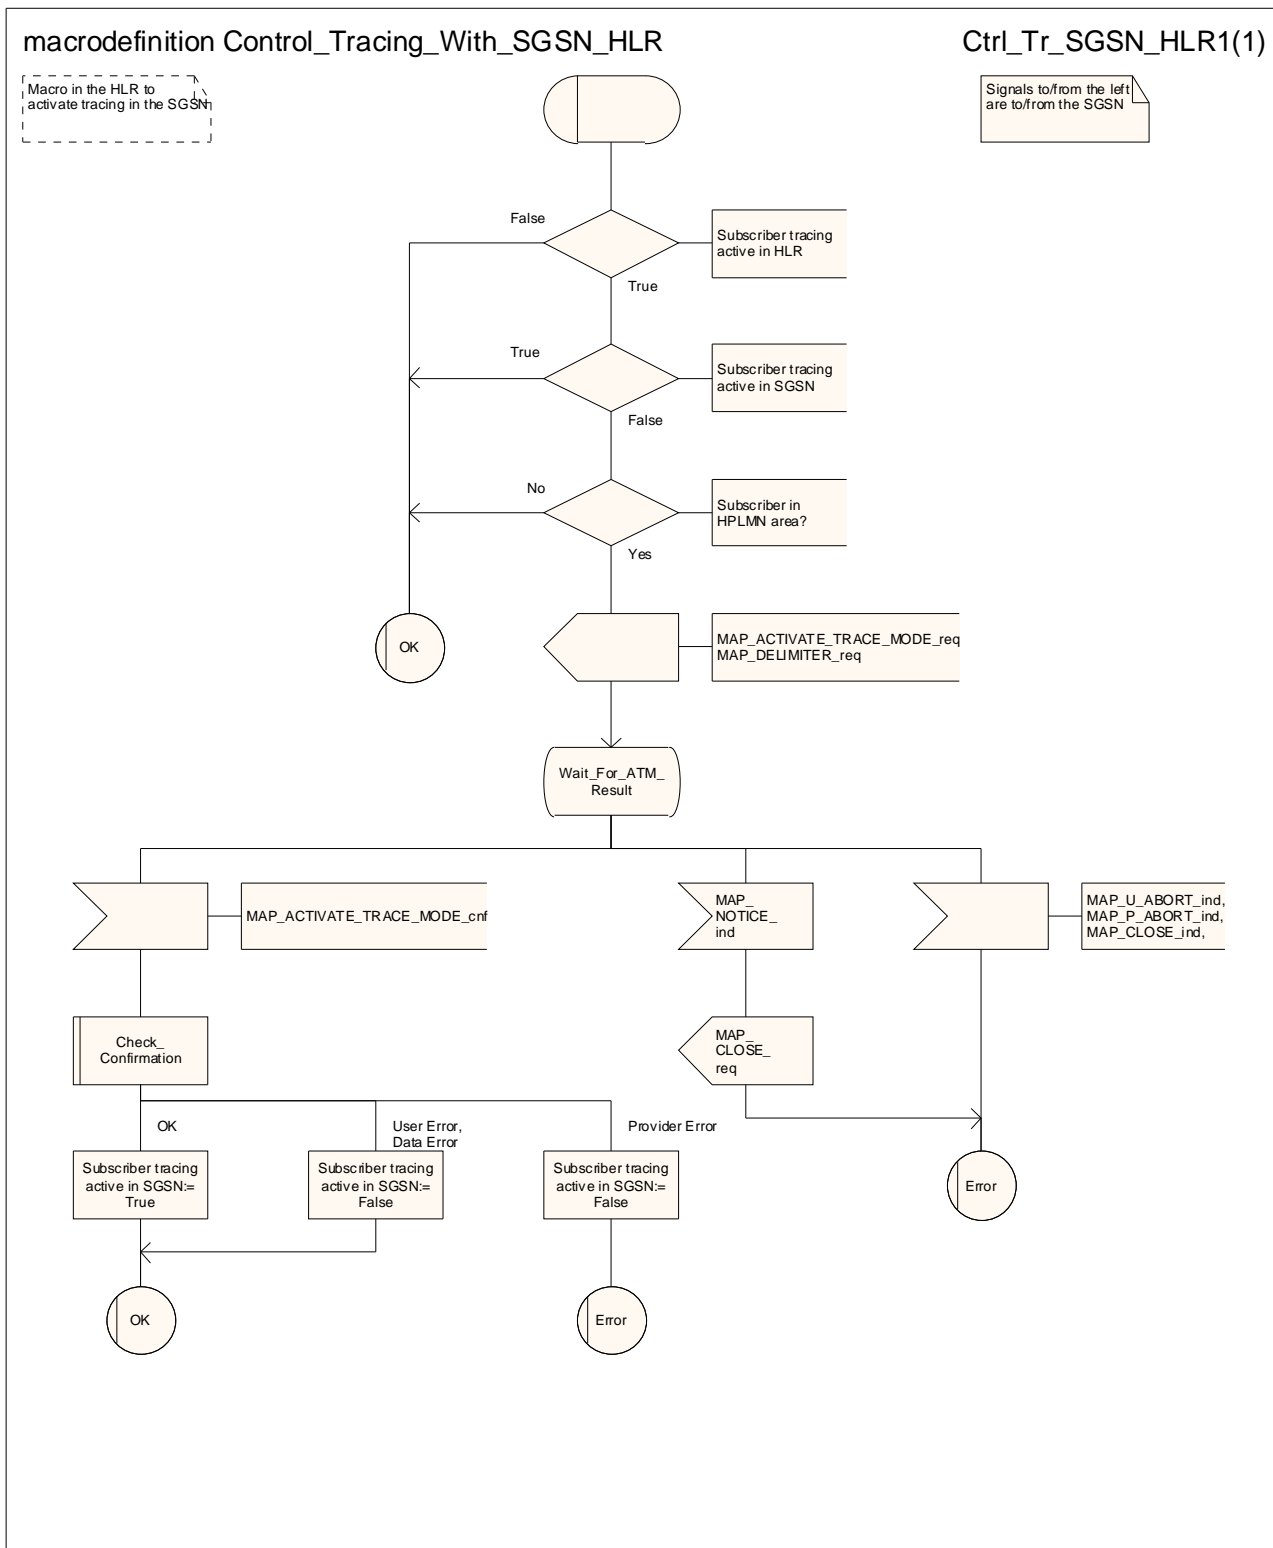 macrodefinition Control_Tracing_With_SGSN_HLR
Ctrl_Tr_SGSN_HLR1(1)
Macro in the HLR to
activate tracing in the SGSN
Signals to/from the left
are to/from the SGSN
False
Subscriber tracing
active in HLR
True
True
Subscriber tracing
active in SGSN
False
No
Subscriber in
HPLMN area?
Yes
OK
MAP_ACTIVATE_TRACE_MODE_req
MAP_DELIMITER_req
Wait_For_ATM_
Result
MAP_ACTIVATE_TRACE_MODE_cnf
MAP_
NOTICE_
ind
MAP_U_ABORT_ind,
MAP_P_ABORT_ind,
MAP_CLOSE_ind,
Check_
Confirmation
MAP_
CLOSE_
req
OK
User Error,
Data Error
Provider Error
Subscriber tracing
active in SGSN:=
True
Subscriber tracing
active in SGSN:=
False
Subscriber tracing
active in SGSN:=
False
Error
OK
Error